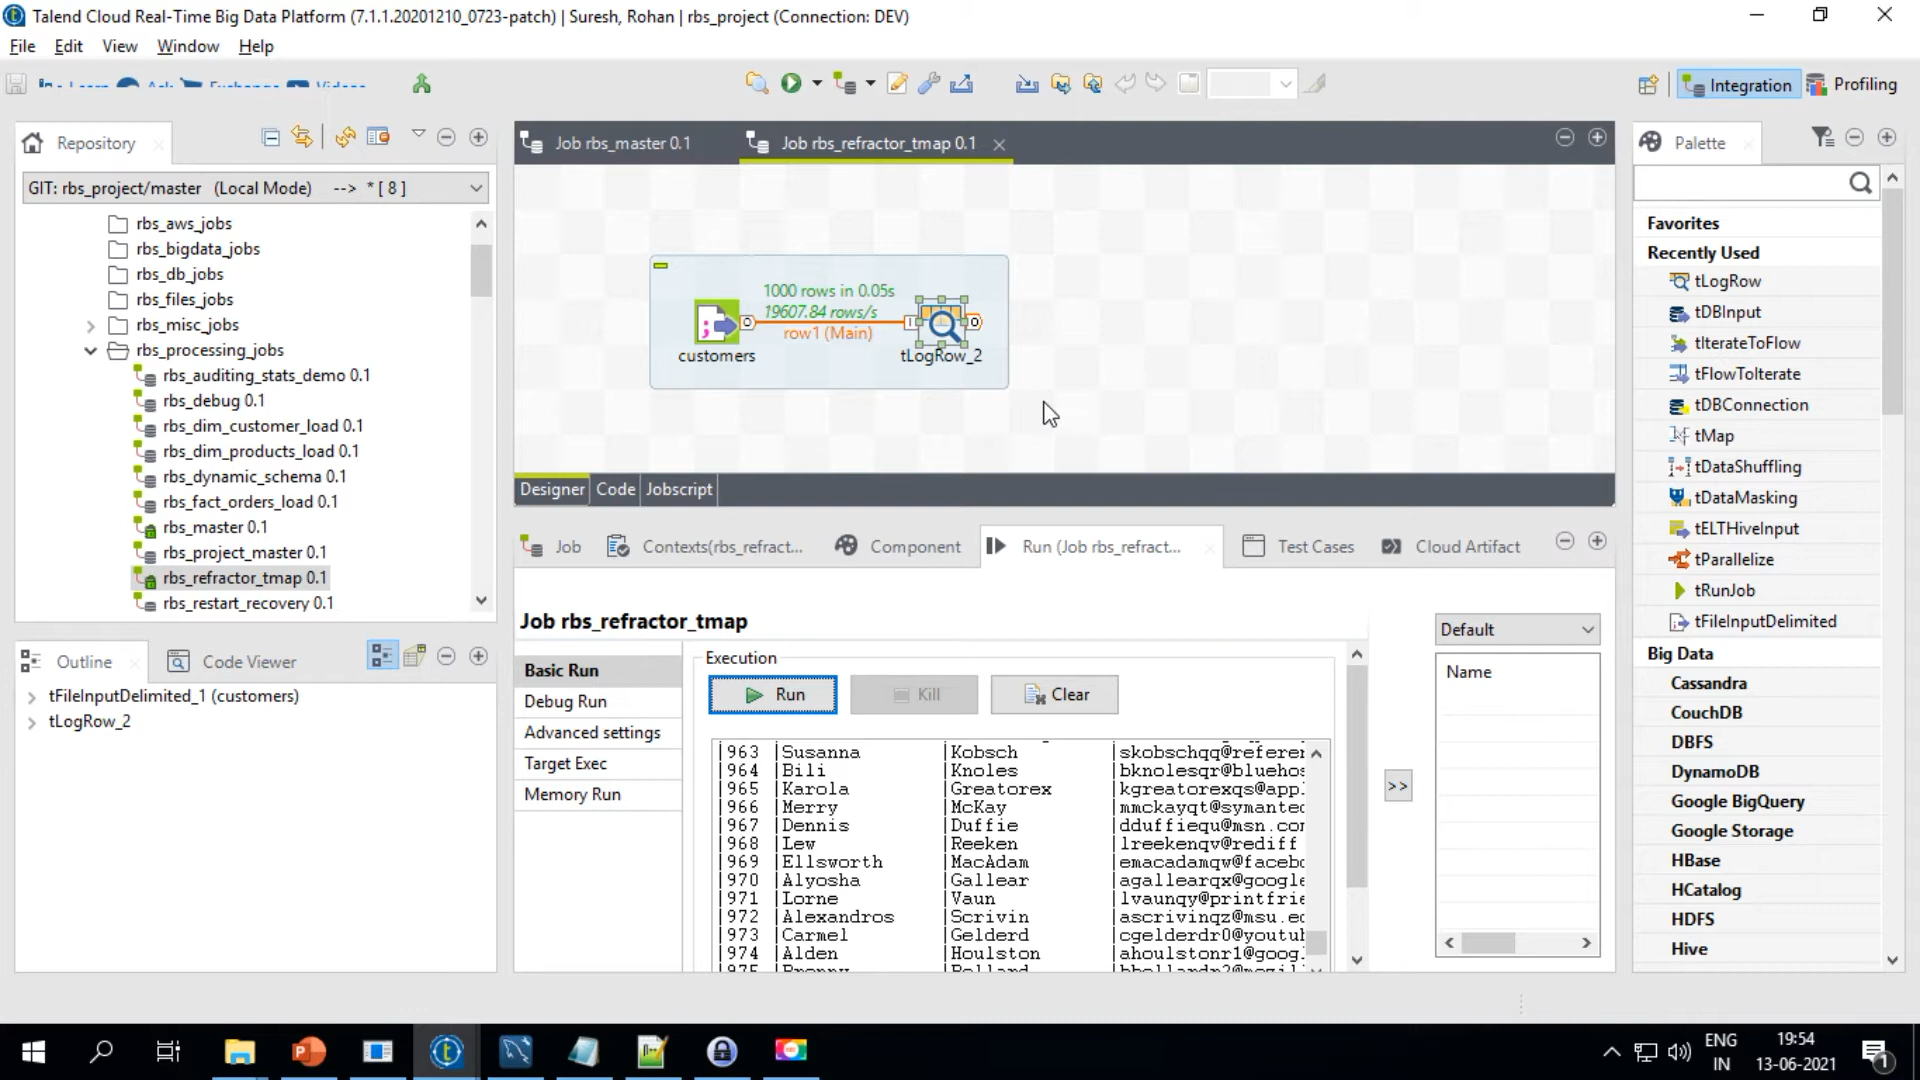 Talend Cloud Real-Time Big Data Platform (7.1.1.20201210_0723-patch) | Suresh, Rohan | rbs_project (Connection: DEV)
File Edit View Window Help
Integration Profiling
Repository
GIT: rbs_project/master (Local Mode) --> * [ 8 ]
rbs_aws_jobs
rbs_bigdata_jobs
rbs_db_jobs
rbs_files_jobs
rbs_misc_jobs
rbs_processing_jobs
rbs_auditing_stats_demo 0.1
rbs_debug 0.1
rbs_dim_customer_load 0.1
rbs_dim_products_load 0.1
rbs_dynamic_schema 0.1
rbs_fact_orders_load 0.1
rbs_master 0.1
rbs_project_master 0.1
rbs_refractor_tmap 0.1
rbs_restart_recovery 0.1
Outline Code Viewer
tFileInputDelimited_1 (customers)
tLogRow_2
Job rbs_master 0.1 Job rbs_refractor_tmap 0.1
1000 rows in 0.05s
19607.84 rows/s
row1 (Main)
customers tLogRow_2
Designer Code Jobscript
Job Contexts(rbs_refract... Component Run (Job rbs_refract... Test Cases Cloud Artifact
Job rbs_refractor_tmap
Basic Run
Debug Run
Advanced settings
Target Exec
Memory Run
Execution
Run Kill Clear
|963 |Susanna |Kobsch |skobschqq@referen
|964 |Bili |Knoles |bknolesqr@bluehos
|965 |Karola |Greatorex |kgreatorexqs@app.
|966 |Merry |McKay |mmckayqt@symantec
|967 |Dennis |Duffie |dduffiequ@msn.com
|968 |Lew |Reeken |lreekenqv@rediff
|969 |Ellsworth |MacAdam |emacadamqw@facebo
|970 |Alyosha |Gallear |agallearqx@google
|971 |Lorne |Vaun |lvaunqy@printfrie
|972 |Alexandros |Scrivin |ascrivinqz@msu.ed
|973 |Carmel |Gelderd |cgelderdr0@youtub
|974 |Alden |Houlston |ahoulstonr1@goog.
>>
Default
Name
Palette
Favorites
Recently Used
tLogRow
tDBInput
tIterateToFlow
tFlowToIterate
tDBConnection
tMap
tDataShuffling
tDataMasking
tELTHiveInput
tParallelize
tRunJob
tFileInputDelimited
Big Data
Cassandra
CouchDB
DBFS
DynamoDB
Google BigQuery
Google Storage
HBase
HCatalog
HDFS
Hive
ENG
IN
19:54
13-06-2021
1